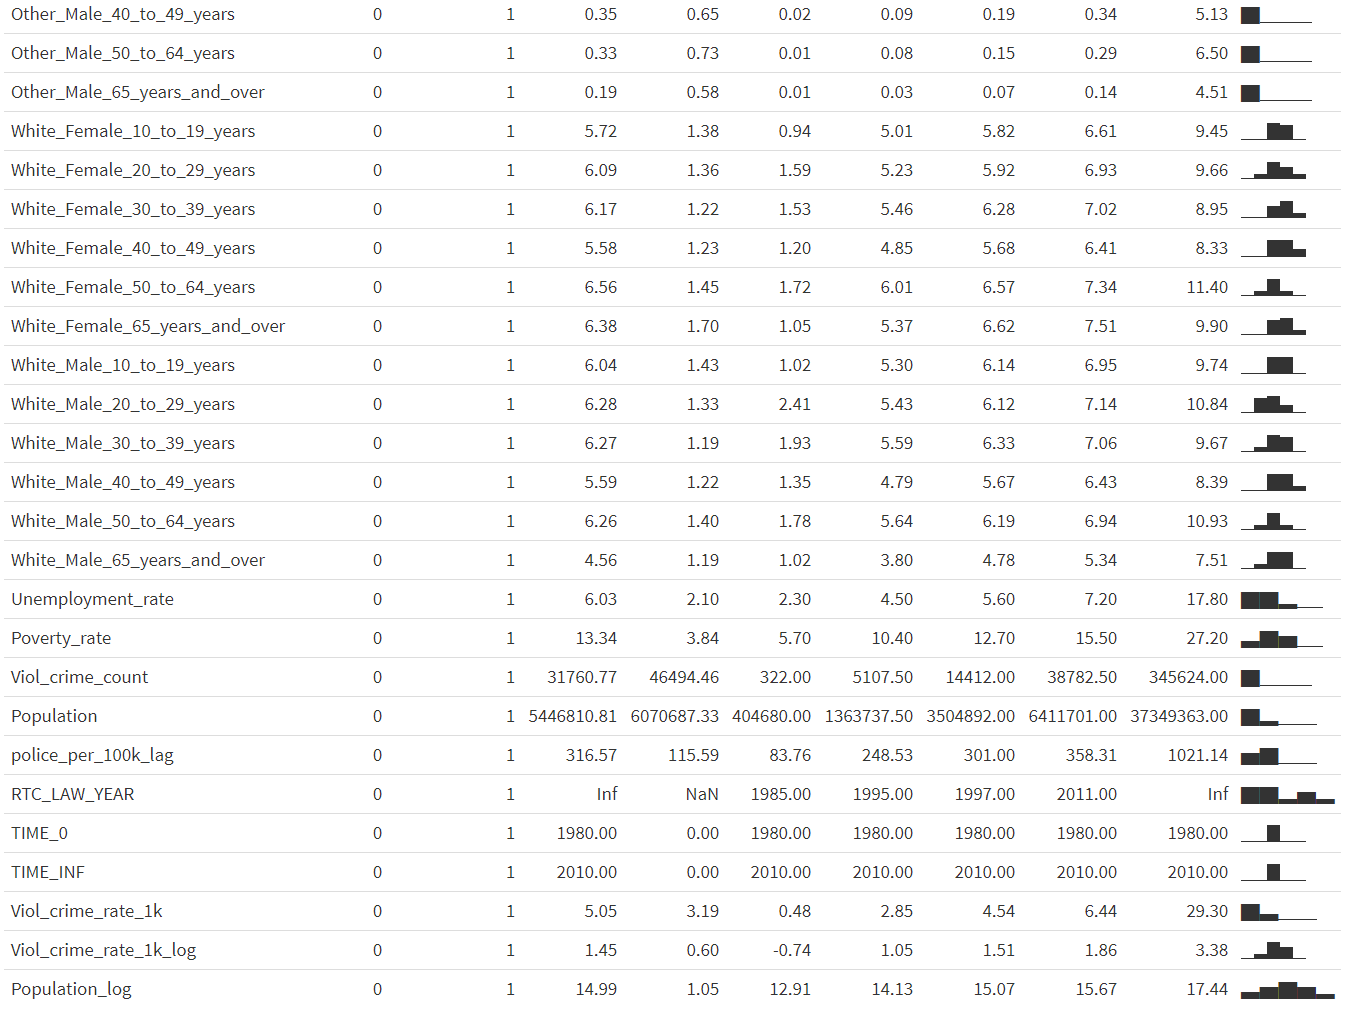 Other_Male_40_to_49_years 0 1 0.35 0.65 0.02 0.09 0.19 0.34 5.13
Other_Male_50_to_64_years 0 1 0.33 0.73 0.01 0.08 0.15 0.29 6.50
Other_Male_65_years_and_over 0 1 0.19 0.58 0.01 0.03 0.07 0.14 4.51
White_Female_10_to_19_years 0 1 5.72 1.38 0.94 5.01 5.82 6.61 9.45
White_Female_20_to_29_years 0 1 6.09 1.36 1.59 5.23 5.92 6.93 9.66
White_Female_30_to_39_years 0 1 6.17 1.22 1.53 5.46 6.28 7.02 8.95
White_Female_40_to_49_years 0 1 5.58 1.23 1.20 4.85 5.68 6.41 8.33
White_Female_50_to_64_years 0 1 6.56 1.45 1.72 6.01 6.57 7.34 11.40
White_Female_65_years_and_over 0 1 6.38 1.70 1.05 5.37 6.62 7.51 9.90
White_Male_10_to_19_years 0 1 6.04 1.43 1.02 5.30 6.14 6.95 9.74
White_Male_20_to_29_years 0 1 6.28 1.33 2.41 5.43 6.12 7.14 10.84
White_Male_30_to_39_years 0 1 6.27 1.19 1.93 5.59 6.33 7.06 9.67
White_Male_40_to_49_years 0 1 5.59 1.22 1.35 4.79 5.67 6.43 8.39
White_Male_50_to_64_years 0 1 6.26 1.40 1.78 5.64 6.19 6.94 10.93
White_Male_65_years_and_over 0 1 4.56 1.19 1.02 3.80 4.78 5.34 7.51
Unemployment_rate 0 1 6.03 2.10 2.30 4.50 5.60 7.20 17.80
Poverty_rate 0 1 13.34 3.84 5.70 10.40 12.70 15.50 27.20
Viol_crime_count 0 1 31760.77 46494.46 322.00 5107.50 14412.00 38782.50 345624.00
Population 0 1 5446810.81 6070687.33 404680.00 1363737.50 3504892.00 6411701.00 37349363.00
police_per_100k_lag 0 1 316.57 115.59 83.76 248.53 301.00 358.31 1021.14
RTC_LAW_YEAR 0 1 Inf NaN 1985.00 1995.00 1997.00 2011.00 Inf
TIME_0 0 1 1980.00 0.00 1980.00 1980.00 1980.00 1980.00 1980.00
TIME_INF 0 1 2010.00 0.00 2010.00 2010.00 2010.00 2010.00 2010.00
Viol_crime_rate_1k 0 1 5.05 3.19 0.48 2.85 4.54 6.44 29.30
Viol_crime_rate_1k_log 0 1 1.45 0.60 -0.74 1.05 1.51 1.86 3.38
Population_log 0 1 14.99 1.05 12.91 14.13 15.07 15.67 17.44